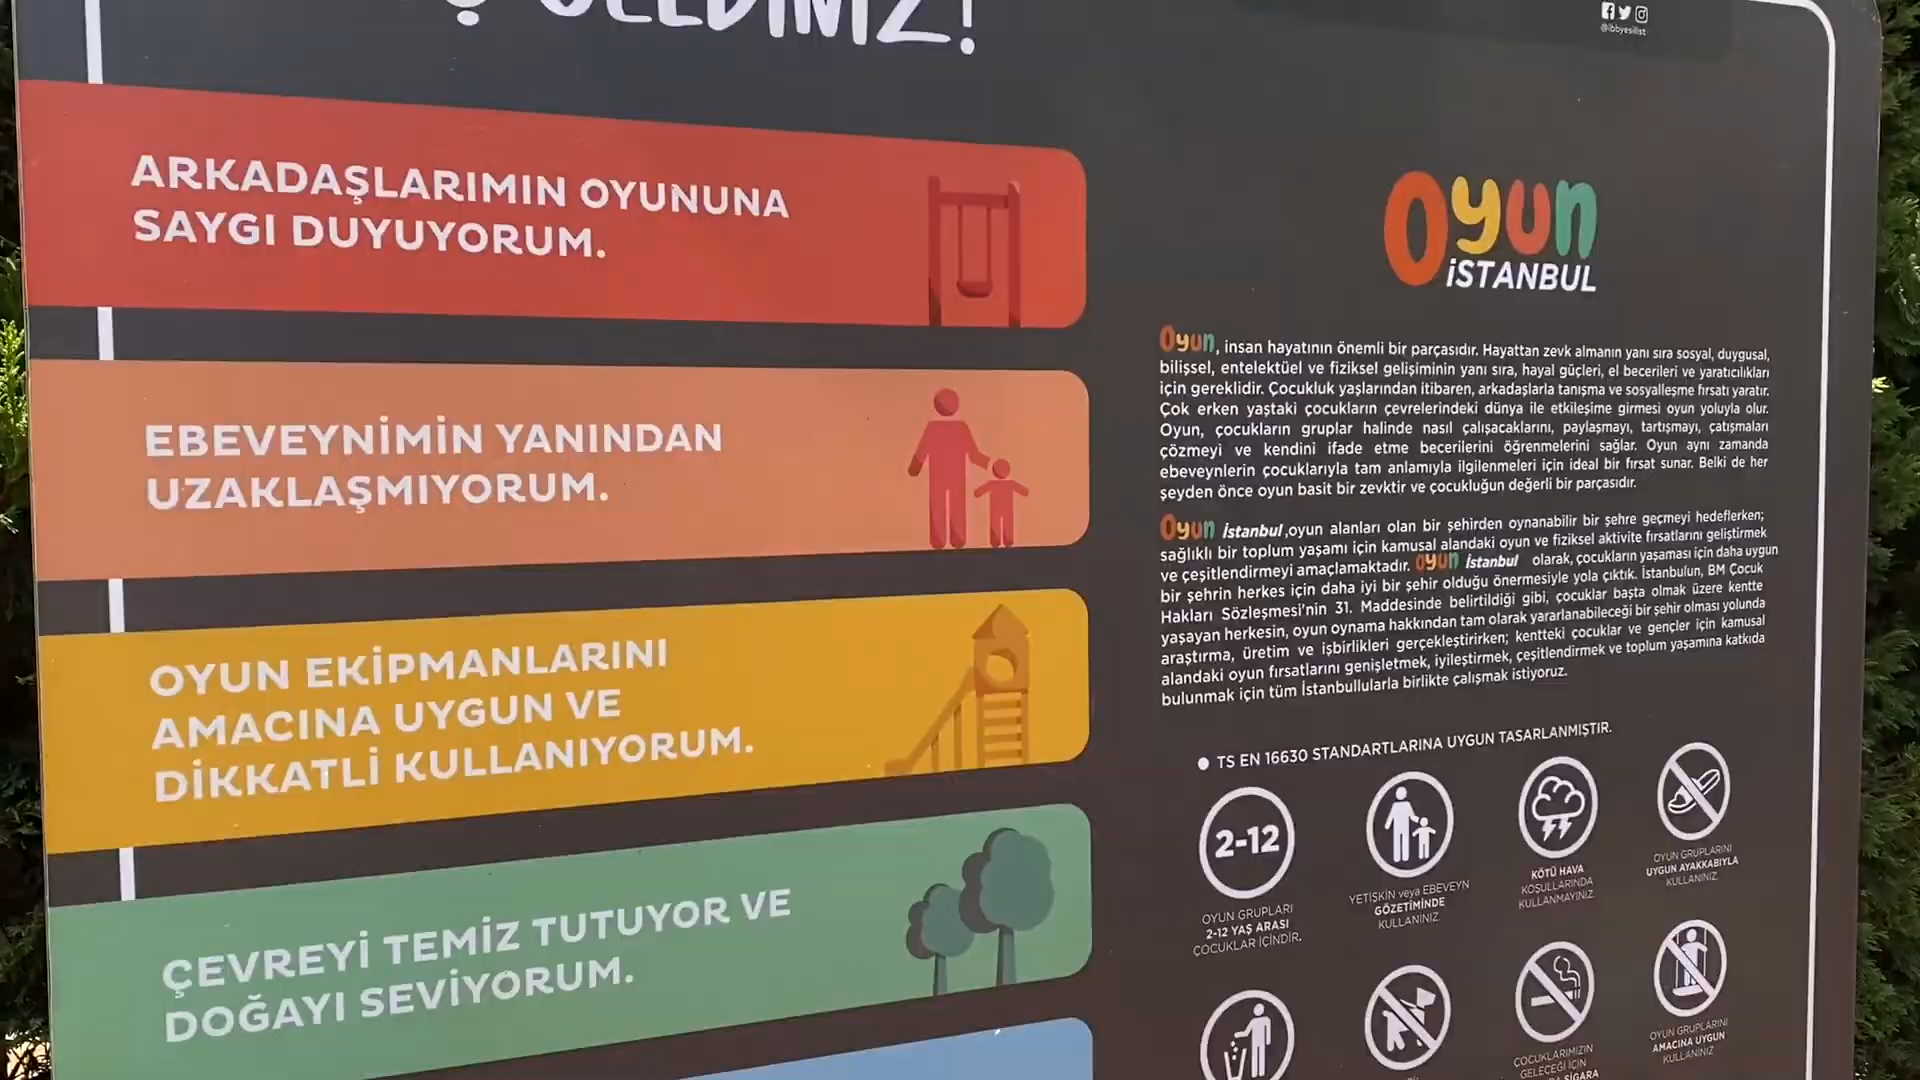 GELDİNİZ!
@ibbyesilist
ARKADAŞLARIMIN OYUNUNA
SAYGI DUYUYORUM.
EBEVEYNİMİN YANINDAN
UZAKLAŞMIYORUM.
OYUN EKİPMANLARINI
AMACINA UYGUN VE
DİKKATLİ KULLANIYORUM.
ÇEVREYİ TEMİZ TUTUYOR VE
DOĞAYI SEVİYORUM.
Oyun
İSTANBUL
Oyun, insan hayatının önemli bir parçasıdır. Hayattan zevk almanın yanı sıra sosyal, duygusal,
bilişsel, entelektüel ve fiziksel gelişiminin yanı sıra, hayal güçleri, el becerileri ve yaratıcılıkları
için gereklidir. Çocukluk yaşlarından itibaren, arkadaşlarla tanışma ve sosyalleşme fırsatı yaratır.
Çok erken yaştaki çocukların çevrelerindeki dünya ile etkileşime girmesi oyun yoluyla olur.
Oyun, çocukların gruplar halinde nasıl çalışacaklarını, paylaşmayı, tartışmayı, çatışmaları
çözmeyi ve kendini ifade etme becerilerini öğrenmelerini sağlar. Oyun aynı zamanda
ebeveynlerin çocuklarıyla tam anlamıyla ilgilenmeleri için ideal bir fırsat sunar. Belki de her
şeyden önce oyun basit bir zevktir ve çocukluğun değerli bir parçasıdır.
Oyun İstanbul,oyun alanları olan bir şehirden oynanabilir bir şehre geçmeyi hedeflerken;
sağlıklı bir toplum yaşamı için kamusal alandaki oyun ve fiziksel aktivite fırsatlarını geliştirmek
ve çeşitlendirmeyi amaçlamaktadır. Oyun İstanbul olarak, çocukların yaşaması için daha uygun
bir şehrin herkes için daha iyi bir şehir olduğu önermesiyle yola çıktık. İstanbulun, BM Çocuk
Hakları Sözleşmesi'nin 31. Maddesinde belirtildiği gibi, çocuklar başta olmak üzere kentte
yaşayan herkesin, oyun oynama hakkından tam olarak yararlanabileceği bir şehir olması yolunda
araştırma, üretim ve işbirlikleri gerçekleştirirken; kentteki çocuklar ve gençler için kamusal
alandaki oyun fırsatlarını genişletmek, iyileştirmek, çeşitlendirmek ve toplum yaşamına katkıda
bulunmak için tüm İstanbullularla birlikte çalışmak istiyoruz.
● TS EN 16630 STANDARTLARINA UYGUN TASARLANMIŞTIR.
2-12
OYUN GRUPLARI
2-12 YAŞ ARASI
ÇOCUKLAR İÇİNDİR.
YETİŞKİN veya EBEVEYN
GÖZETİMİNDE
KULLANINIZ.
KÖTÜ HAVA
KOŞULLARINDA
KULLANMAYINIZ.
OYUN GRUPLARINI
UYGUN AYAKKABIYLA
KULLANINIZ.
ÇOCUKLARIMIZIN
GELECEĞİ İÇİN
SİGARA
OYUN GRUPLARINI
AMACINA UYGUN
KULLANINIZ